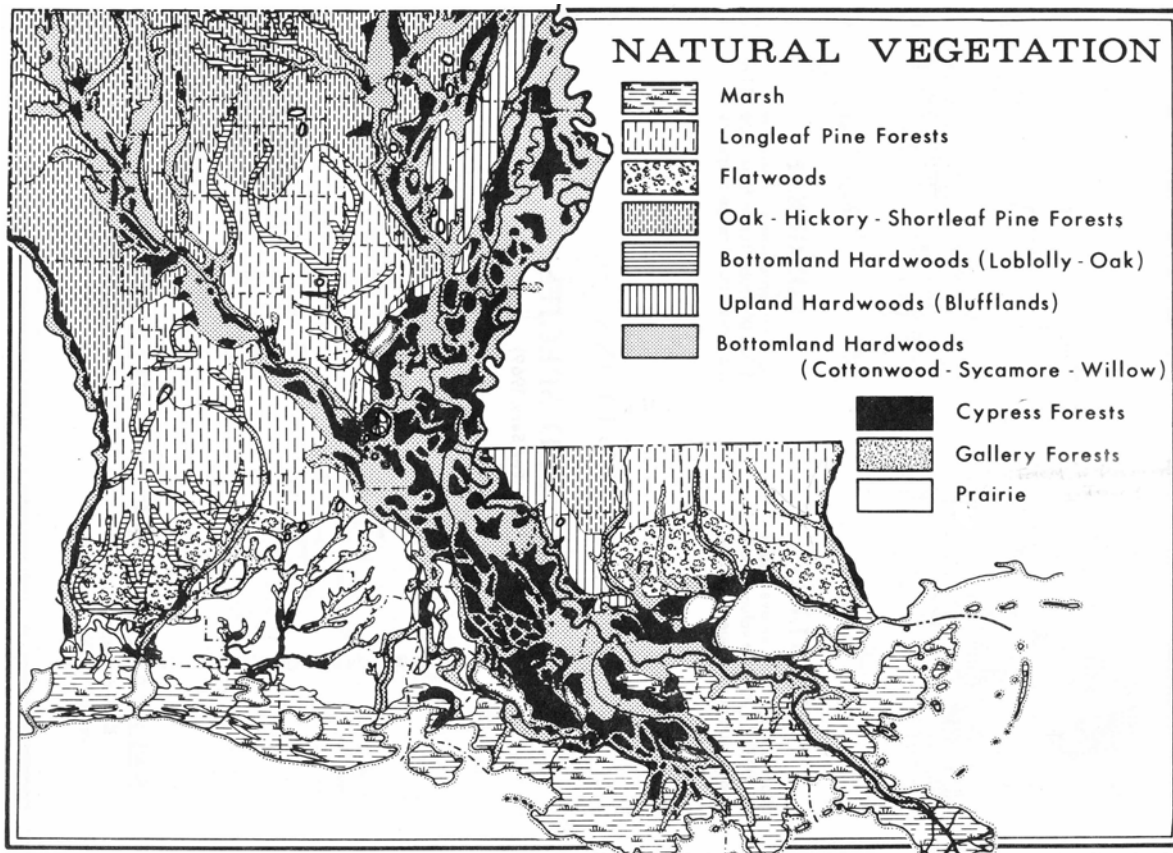 NATURAL VEGETATION
Marsh
Longleaf Pine Forests
Flatwoods
Oak - Hickory - Shortleaf Pine Forests
Bottomland Hardwoods (Loblolly - Oak)
Upland Hardwoods (Blufflands)
Bottomland Hardwoods
(Cottonwood - Sycamore - Willow)
Cypress Forests
Gallery Forests
Prairie